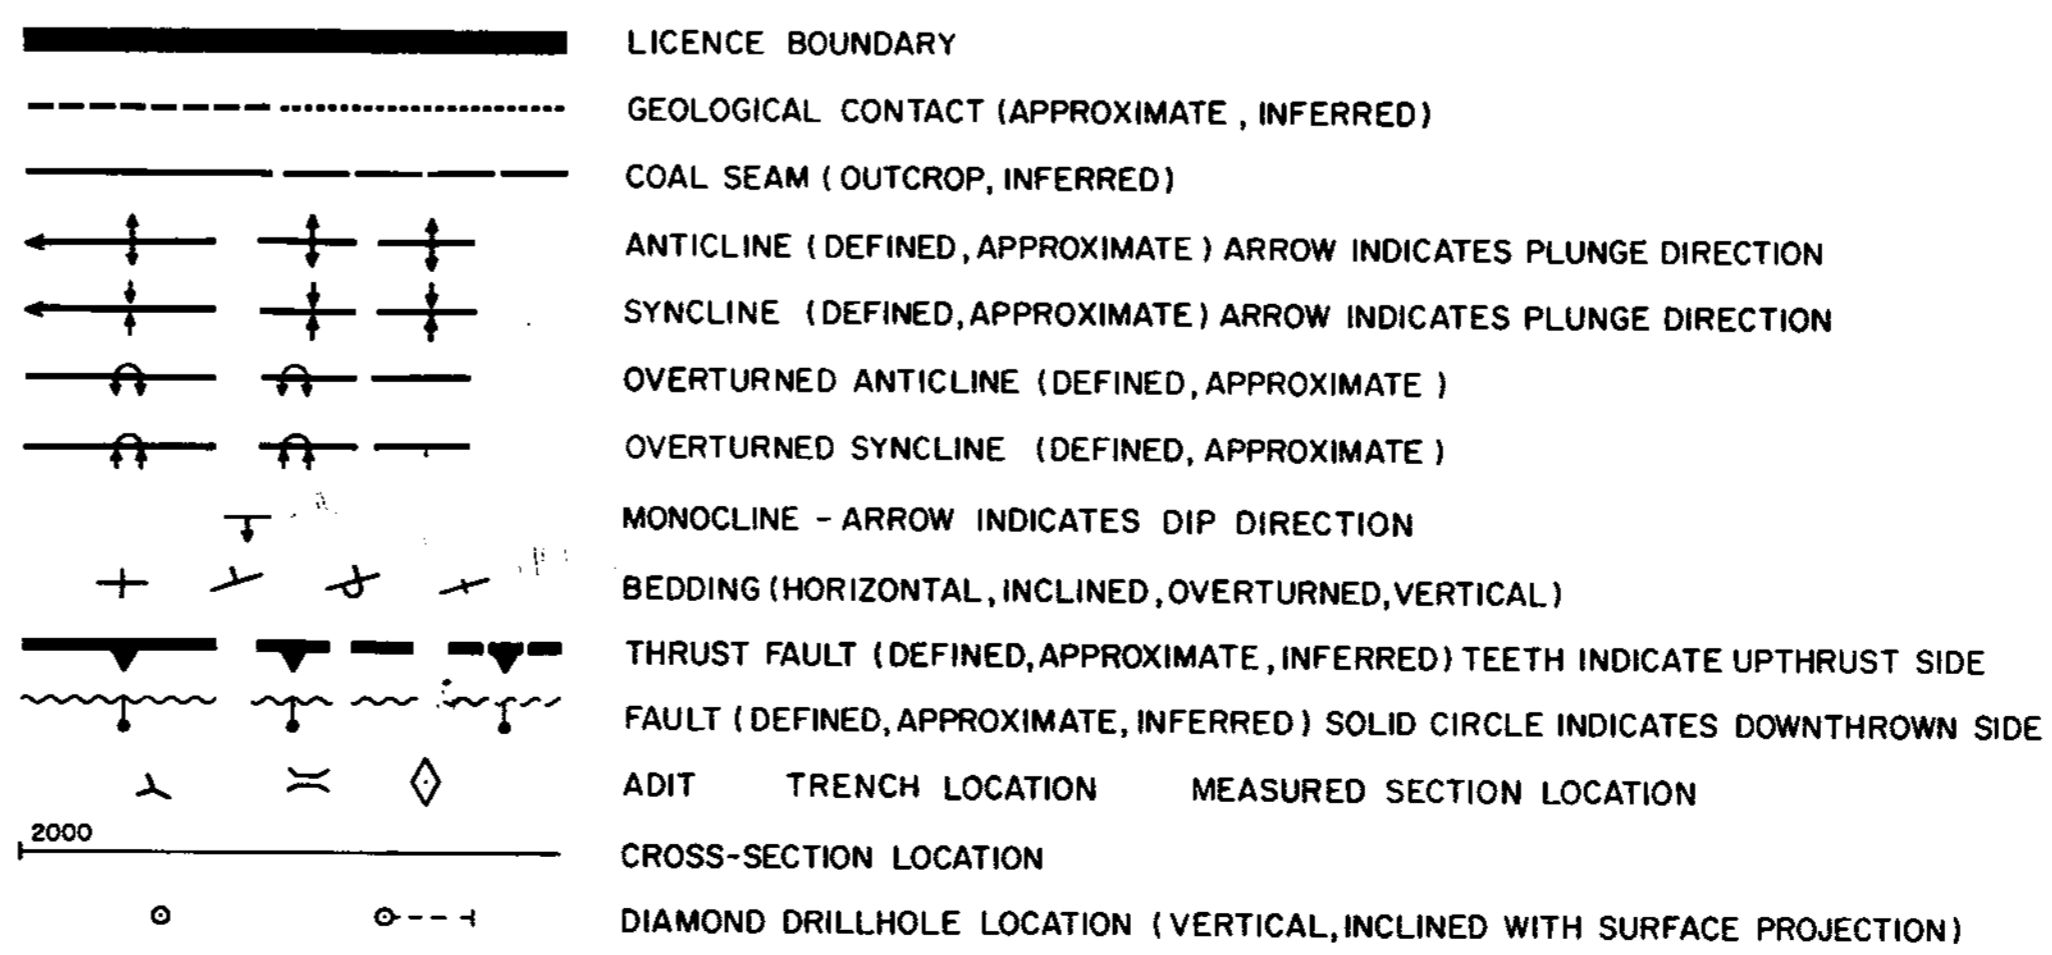 LICENCE BOUNDARY
GEOLOGICAL CONTACT (APPROXIMATE, INFERRED)
COAL SEAM (OUTCROP, INFERRED)
ANTICLINE (DEFINED, APPROXIMATE) ARROW INDICATES PLUNGE DIRECTION
SYNCLINE (DEFINED, APPROXIMATE) ARROW INDICATES PLUNGE DIRECTION
OVERTURNED ANTICLINE (DEFINED, APPROXIMATE)
OVERTURNED SYNCLINE (DEFINED, APPROXIMATE)
MONOCLINE - ARROW INDICATES DIP DIRECTION
BEDDING (HORIZONTAL, INCLINED, OVERTURNED, VERTICAL)
THRUST FAULT (DEFINED, APPROXIMATE, INFERRED) TEETH INDICATE UPTHRUST SIDE
FAULT (DEFINED, APPROXIMATE, INFERRED) SOLID CIRCLE INDICATES DOWNTHROWN SIDE
ADIT TRENCH LOCATION MEASURED SECTION LOCATION
2000
CROSS-SECTION LOCATION
DIAMOND DRILLHOLE LOCATION (VERTICAL, INCLINED WITH SURFACE PROJECTION)